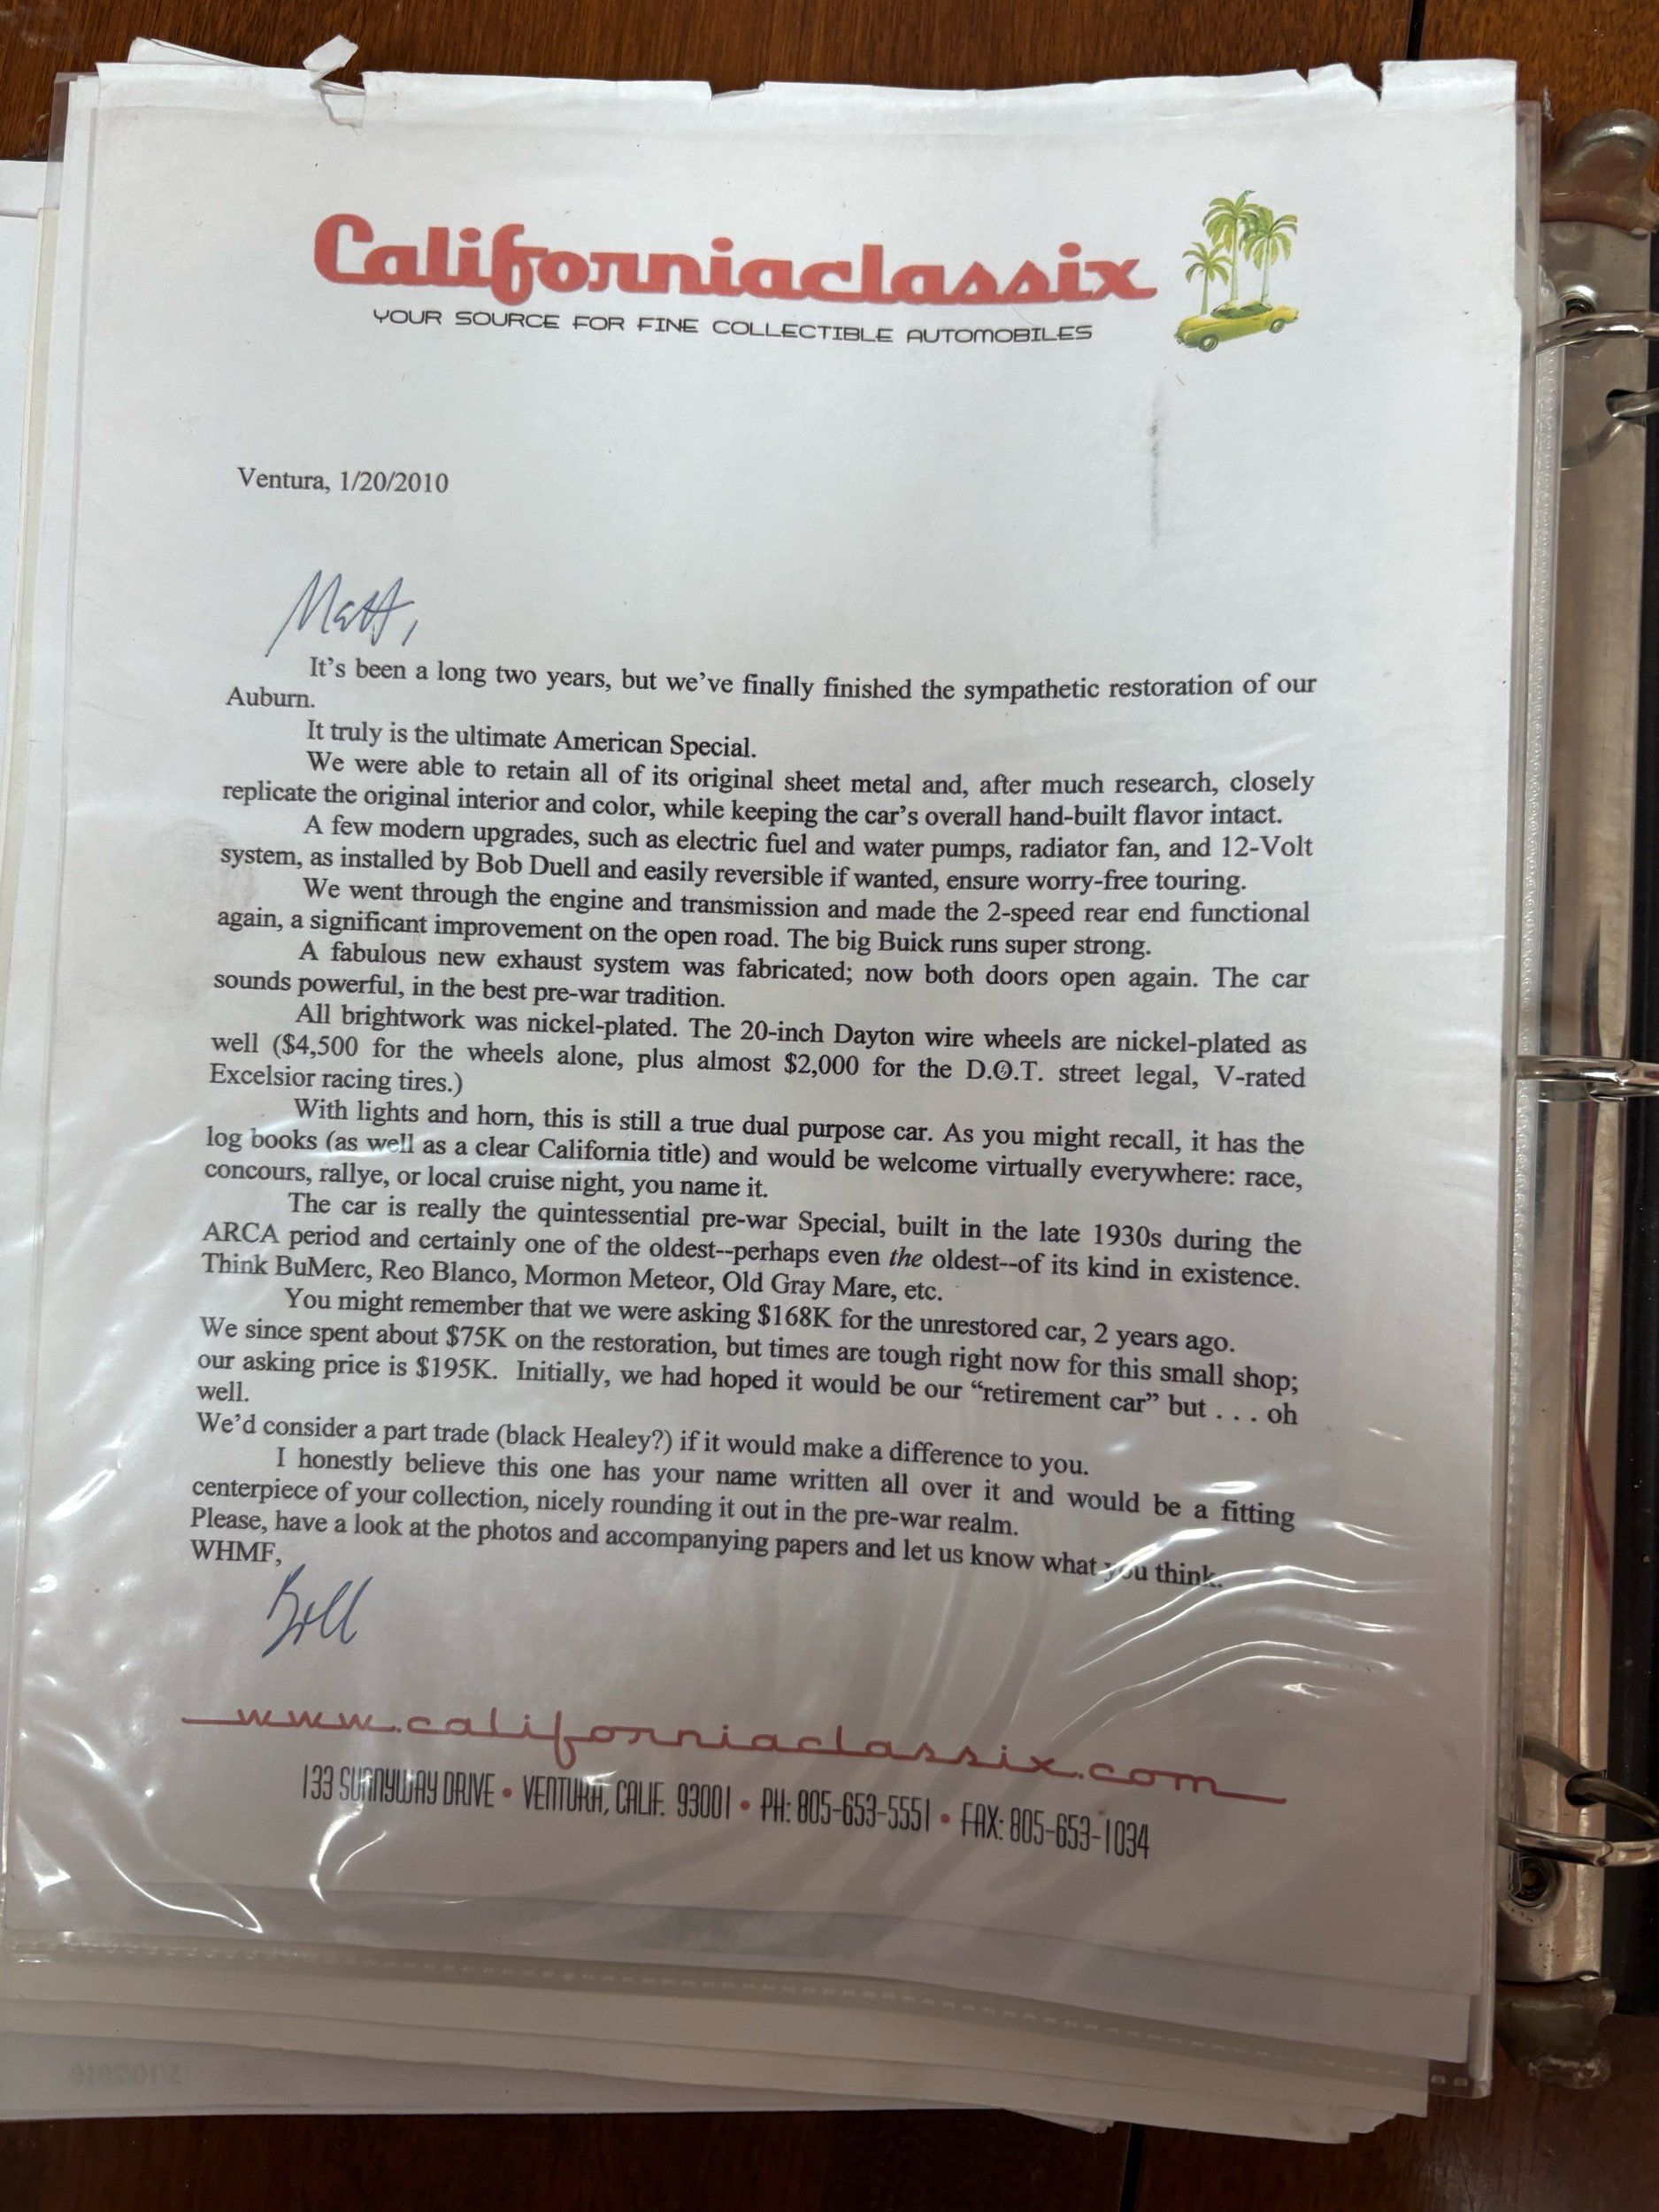 Californiaclassix
YOUR SOURCE FOR FINE COLLECTIBLE AUTOMOBILES
Ventura, 1/20/2010
Matt,
It's been a long two years, but we've finally finished the sympathetic restoration of our
Auburn.
It truly is the ultimate American Special.
We were able to retain all of its original sheet metal and, after much research, closely
replicate the original interior and color, while keeping the car's overall hand-built flavor intact.
A few modern upgrades, such as electric fuel and water pumps, radiator fan, and 12-Volt
system, as installed by Bob Duell and easily reversible if wanted, ensure worry-free touring.
We went through the engine and transmission and made the 2-speed rear end functional
again, a significant improvement on the open road. The big Buick runs super strong.
A fabulous new exhaust system was fabricated; now both doors open again. The car
sounds powerful, in the best pre-war tradition.
All brightwork was nickel-plated. The 20-inch Dayton wire wheels are nickel-plated as
well ($4,500 for the wheels alone, plus almost $2,000 for the D.O.T. street legal, V-rated
Excelsior racing tires.)
With lights and horn, this is still a true dual purpose car. As you might recall, it has the
log books (as well as a clear California title) and would be welcome virtually everywhere: race,
concours, rallye, or local cruise night, you name it.
The car is really the quintessential pre-war Special, built in the late 1930s during the
ARCA period and certainly one of the oldest--perhaps even the oldest--of its kind in existence.
Think BuMerc, Reo Blanco, Mormon Meteor, Old Gray Mare, etc.
You might remember that we were asking $168K for the unrestored car, 2 years ago.
We since spent about $75K on the restoration, but times are tough right now for this small shop;
our asking price is $195K. Initially, we had hoped it would be our “retirement car” but . . . oh
well.
We'd consider a part trade (black Healey?) if it would make a difference to you.
I honestly believe this one has your name written all over it and would be a fitting
centerpiece of your collection, nicely rounding it out in the pre-war realm.
Please, have a look at the photos and accompanying papers and let us know what you think.
WHMF,
Bill
www.californiaclassix.com
133 SUNNYWAY DRIVE • VENTURA, CALIF. 93001 • PH: 805-653-5551 • FAX: 805-653-1034